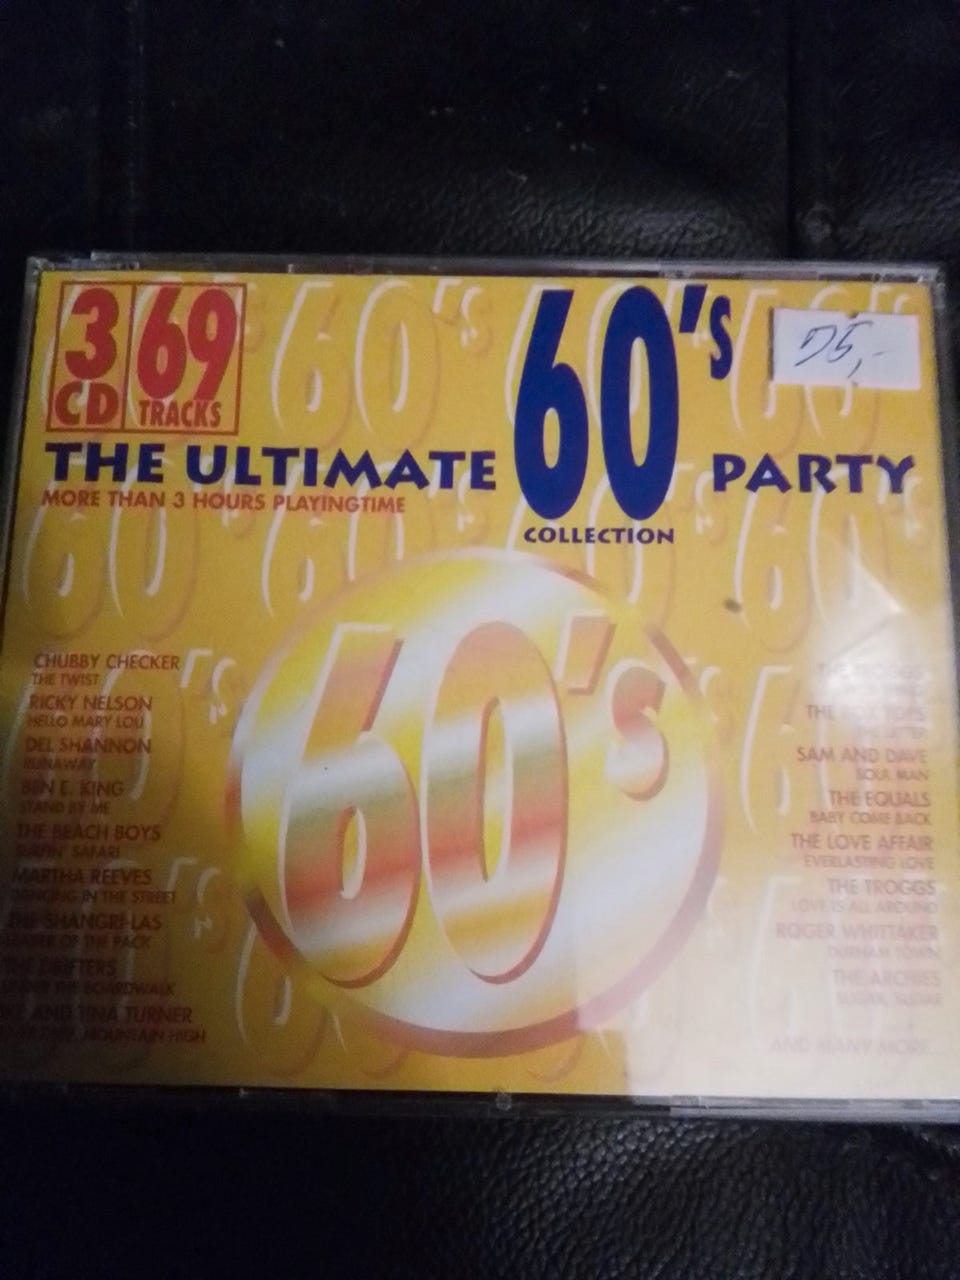 3 69
CD TRACKS
60's
75,-
THE ULTIMATE 60's PARTY
MORE THAN 3 HOURS PLAYINGTIME
COLLECTION
60's
CHUBBY CHECKER
THE TWIST
RICKY NELSON
HELLO MARY LOU
DEL SHANNON
RUNAWAY
BEN E. KING
STAND BY ME
THE BEACH BOYS
SURFIN' SAFARI
MARTHA REEVES
DANCING IN THE STREET
THE SHANGRI-LAS
LEADER OF THE PACK
THE DRIFTERS
THE BOARDWALK
AND TINA TURNER
MOUNTAIN HIGH
THE TROGGS
THE BOX TOPS
THE LETTER
SAM AND DAVE
SOUL MAN
THE EQUALS
BABY COME BACK
THE LOVE AFFAIR
EVERLASTING LOVE
THE TROGGS
LOVE IS ALL AROUND
ROGER WHITTAKER
DURHAM TOWN
THE ARCHIES
SUGAR, SUGAR
AND MANY MORE...